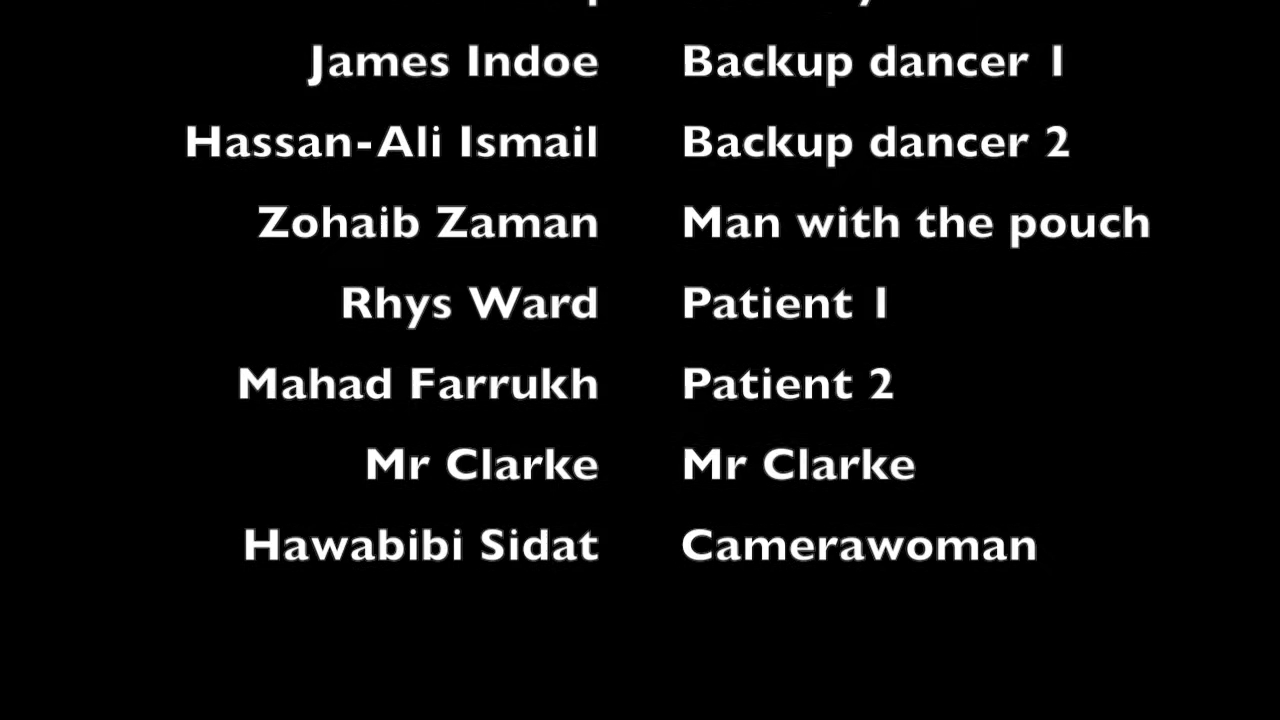 James Indoe Backup dancer 1
Hassan-Ali Ismail Backup dancer 2
Zohaib Zaman Man with the pouch
Rhys Ward Patient 1
Mahad Farrukh Patient 2
Mr Clarke Mr Clarke
Hawabibi Sidat Camerawoman